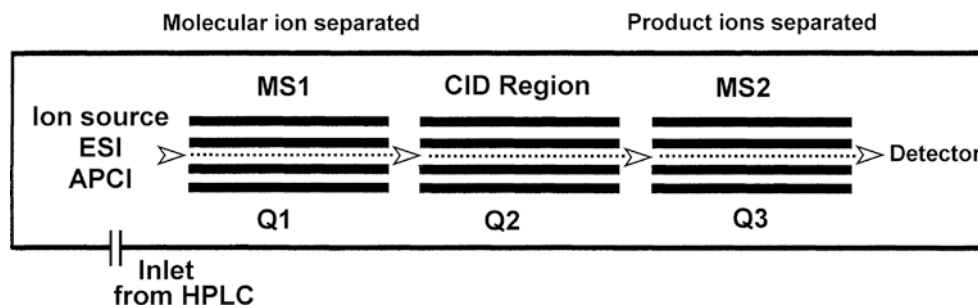 Molecular ion separated
Product ions separated
MS1
CID Region
MS2
Ion source
ESI
APCI
Detector
Q1
Q2
Q3
Inlet
from HPLC